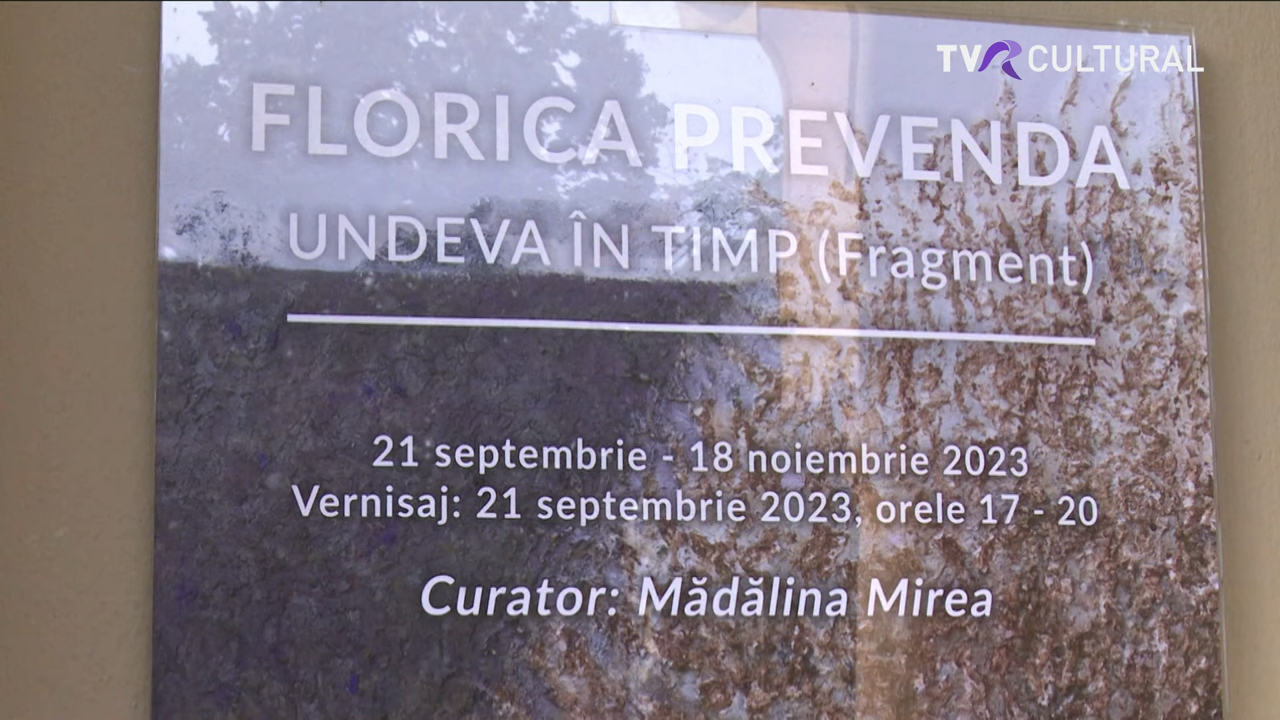 TVR CULTURAL
FLORICA PREVENDA
UNDEVA ÎN TIMP (Fragment)
21 septembrie - 18 noiembrie 2023
Vernisaj: 21 septembrie 2023, orele 17 - 20
Curator: Mădălina Mirea